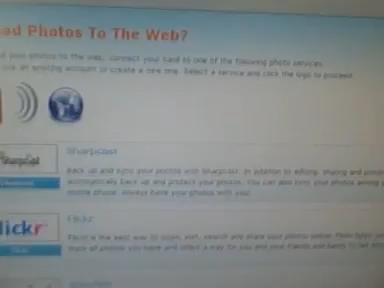 ad Photos To The Web?
your photos to the web, connect your card to one of the following photo services.
use an existing account or create a new one. Select a service and click the logo to proceed.
Sharpcast
SharpCast
Back up and sync your photos with Sharpcast. In addition to editing, sharing and
automatically back up and protect your photos. You can also sync your photos among
mobile phone. Always have your photos with you!
Flickr
lickr
Flickr is the best way to store, sort, search and share your photos online. Flickr helps
make all photos you have and offers a way for you and your friends and family to tell